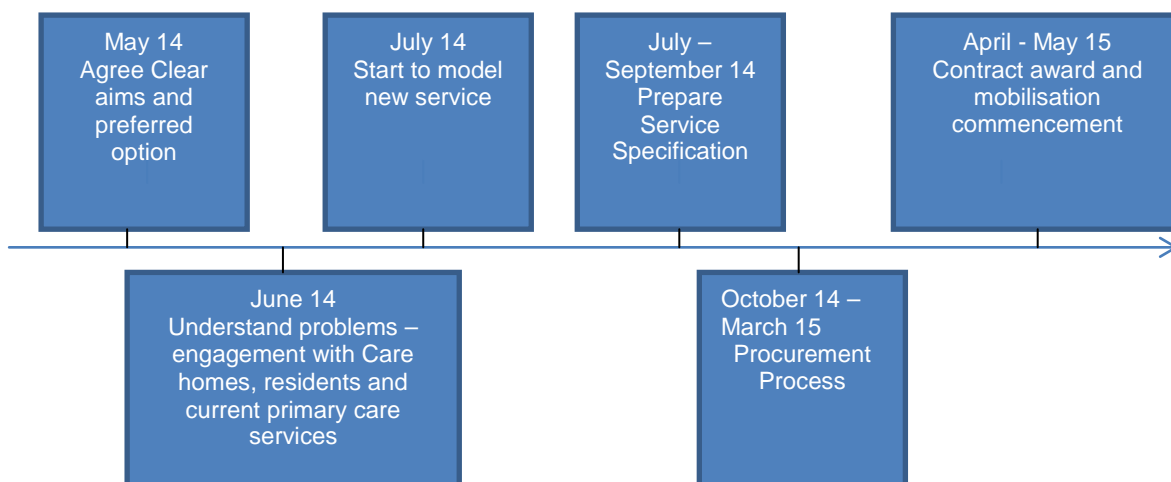 May 14
Agree Clear
aims and
preferred
option
July 14
Start to model
new service
July –
September 14
Prepare
Service
Specification
April - May 15
Contract award and
mobilisation
commencement
June 14
Understand problems –
engagement with Care
homes, residents and
current primary care
services
October 14 –
March 15
Procurement
Process